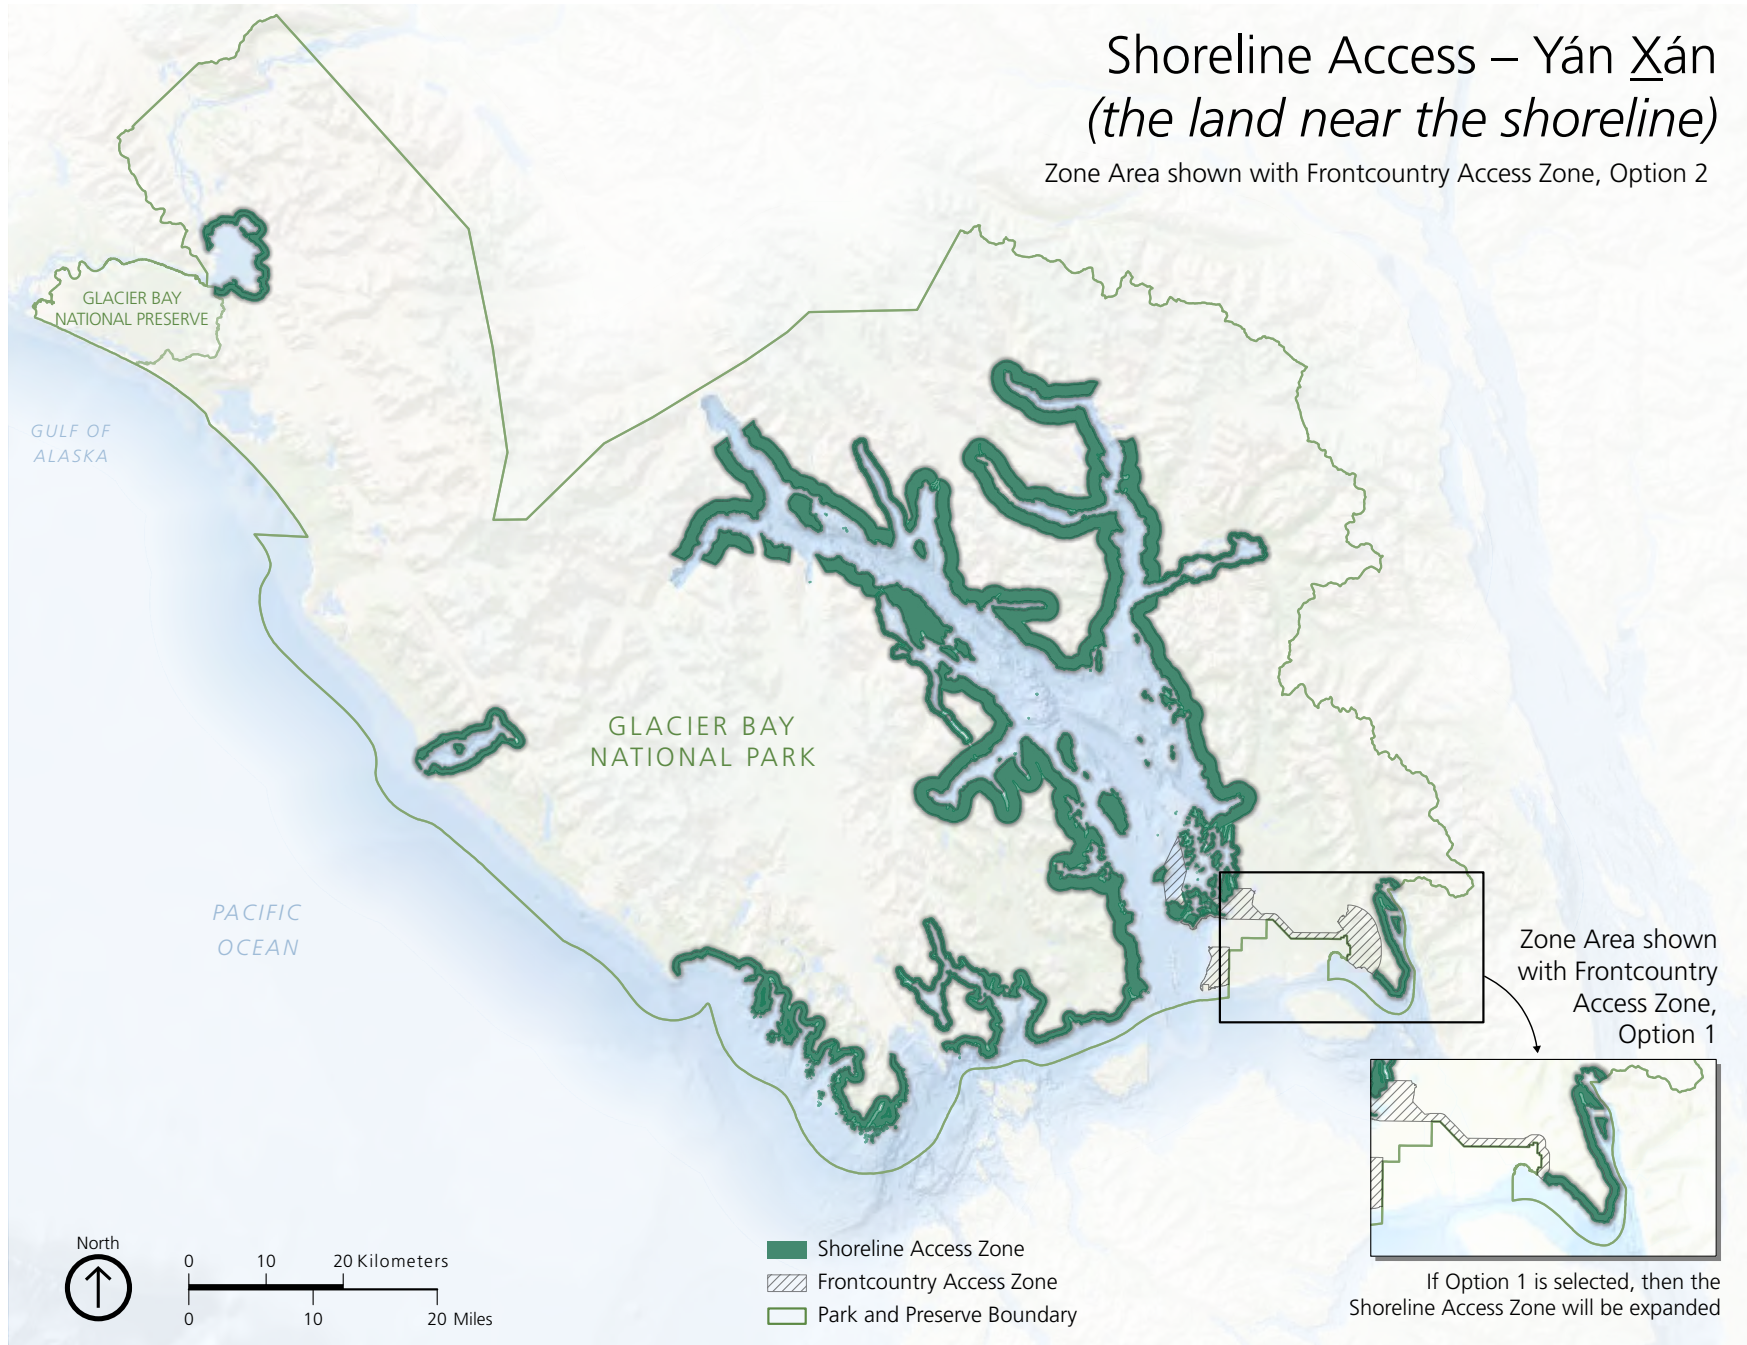 Shoreline Access – Yán X̲án
(the land near the shoreline)
Zone Area shown with Frontcountry Access Zone, Option 2
GLACIER BAY
NATIONAL PRESERVE
GULF OF
ALASKA
GLACIER BAY
NATIONAL PARK
PACIFIC
OCEAN
Zone Area shown
with Frontcountry
Access Zone,
Option 1
North
0 10 20 Kilometers
0 10 20 Miles
Shoreline Access Zone
Frontcountry Access Zone
Park and Preserve Boundary
If Option 1 is selected, then the
Shoreline Access Zone will be expanded